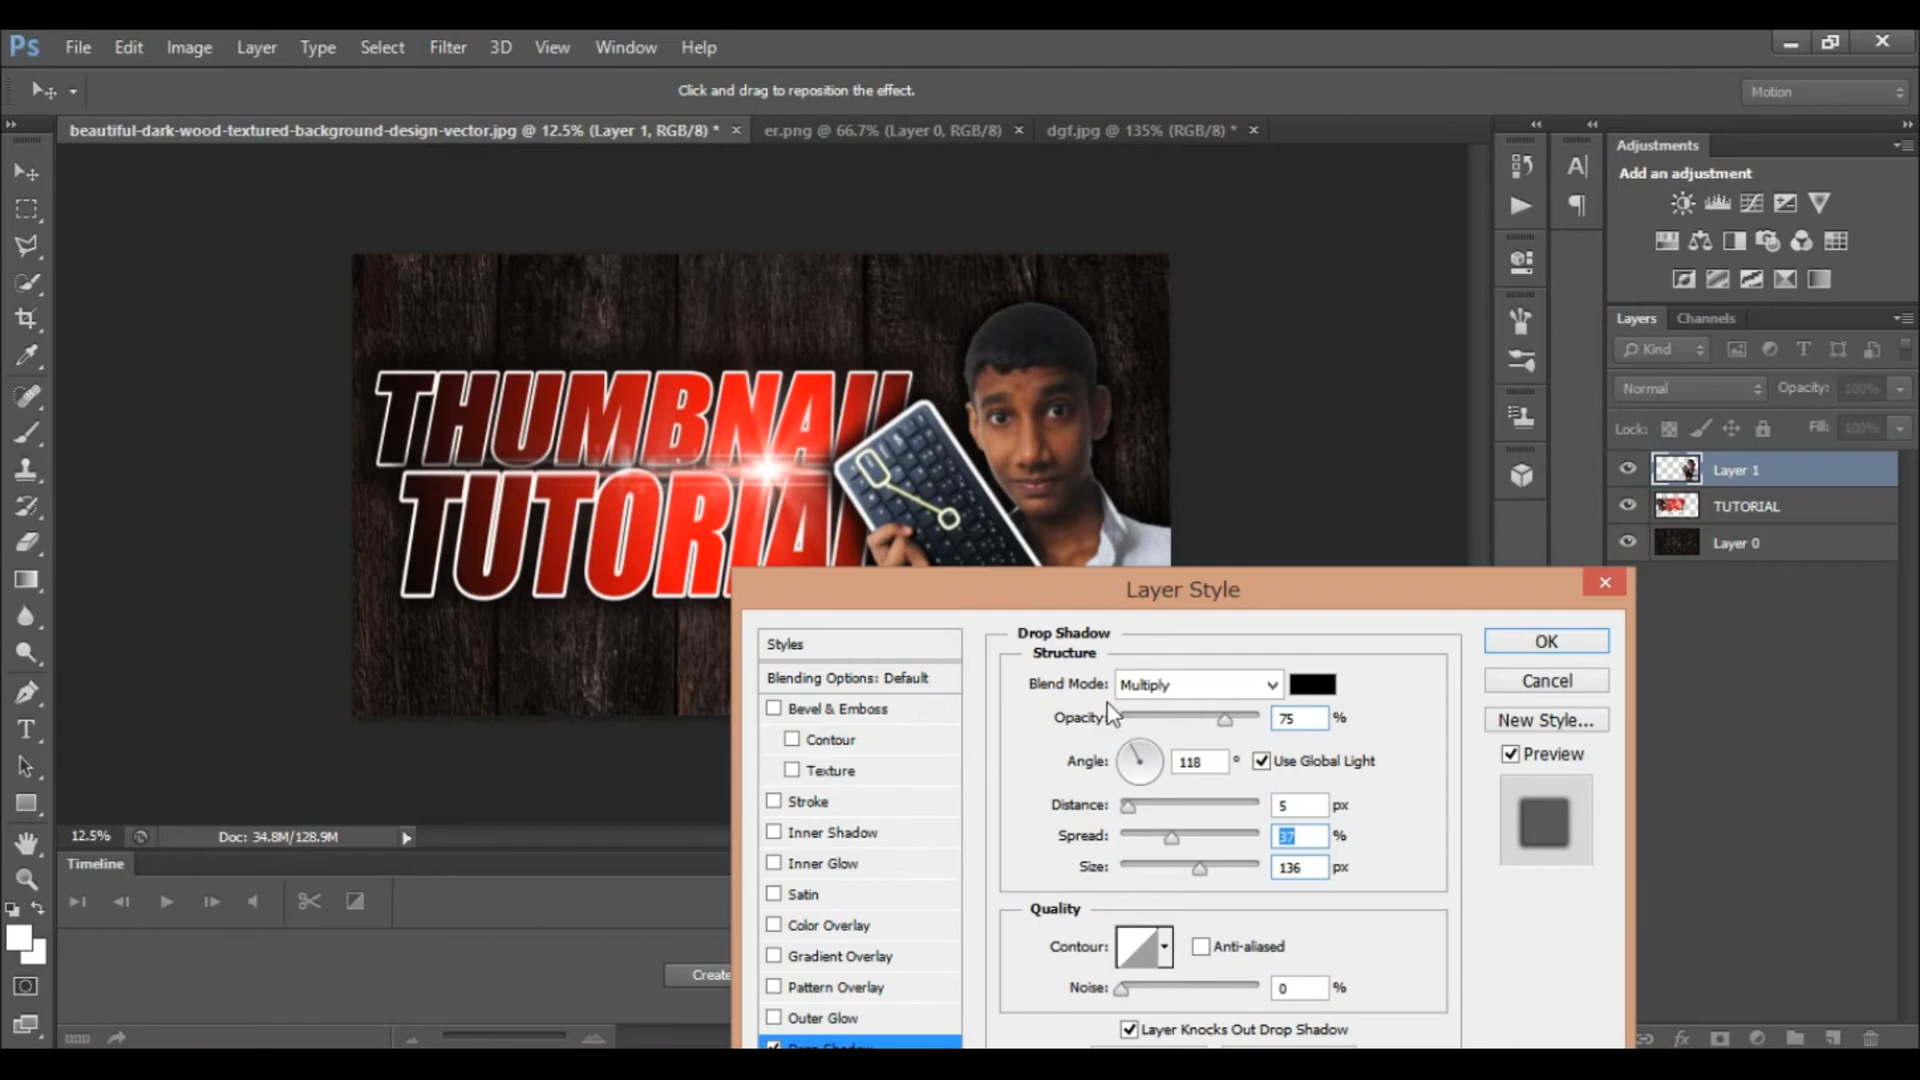 Ps File Edit Image Layer Type Select Filter 3D View Window Help
Click and drag to reposition the effect.
Motion
beautiful-dark-wood-textured-background-design-vector.jpg @ 12.5% (Layer 1, RGB/8) * er.png @ 66.7% (Layer 0, RGB/8) dgf.jpg @ 135% (RGB/8) *
Adjustments
Add an adjustment
Layers Channels
Kind
Normal Opacity: 100%
Lock: Fill: 100%
Layer 1
TUTORIAL
Layer 0
THUMBNAIL
TUTORIAL
Layer Style
Styles
Blending Options: Default
Bevel & Emboss
Contour
Texture
Stroke
Inner Shadow
Inner Glow
Satin
Color Overlay
Gradient Overlay
Pattern Overlay
Outer Glow
Drop Shadow
Drop Shadow
Structure
Blend Mode: Multiply
Opacity: 75 %
Angle: 118 ° Use Global Light
Distance: 5 px
Spread: 37 %
Size: 136 px
Quality
Contour: Anti-aliased
Noise: 0 %
Layer Knocks Out Drop Shadow
OK
Cancel
New Style...
Preview
12.5% Doc: 34.8M/128.9M
Timeline
Create